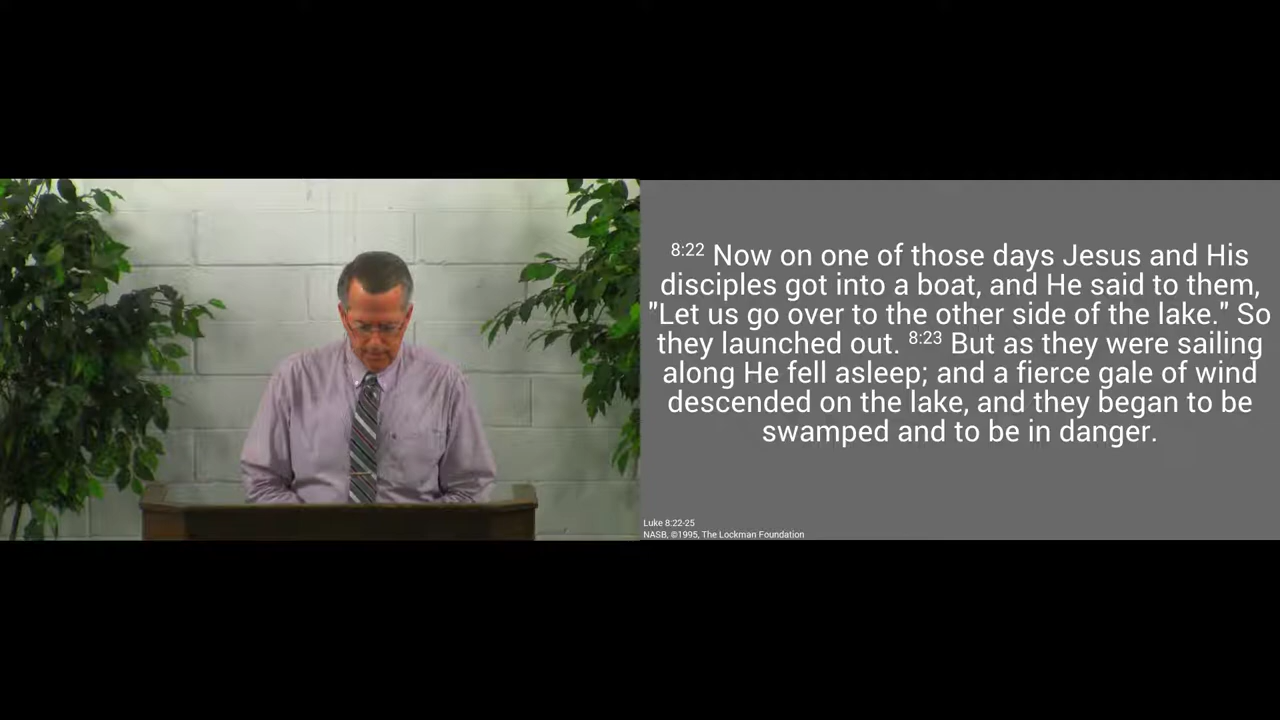 8:22 Now on one of those days Jesus and His
disciples got into a boat, and He said to them,
"Let us go over to the other side of the lake." So
they launched out. 8:23 But as they were sailing
along He fell asleep; and a fierce gale of wind
descended on the lake, and they began to be
swamped and to be in danger.
Luke 8:22-25
NASB, ©1995, The Lockman Foundation